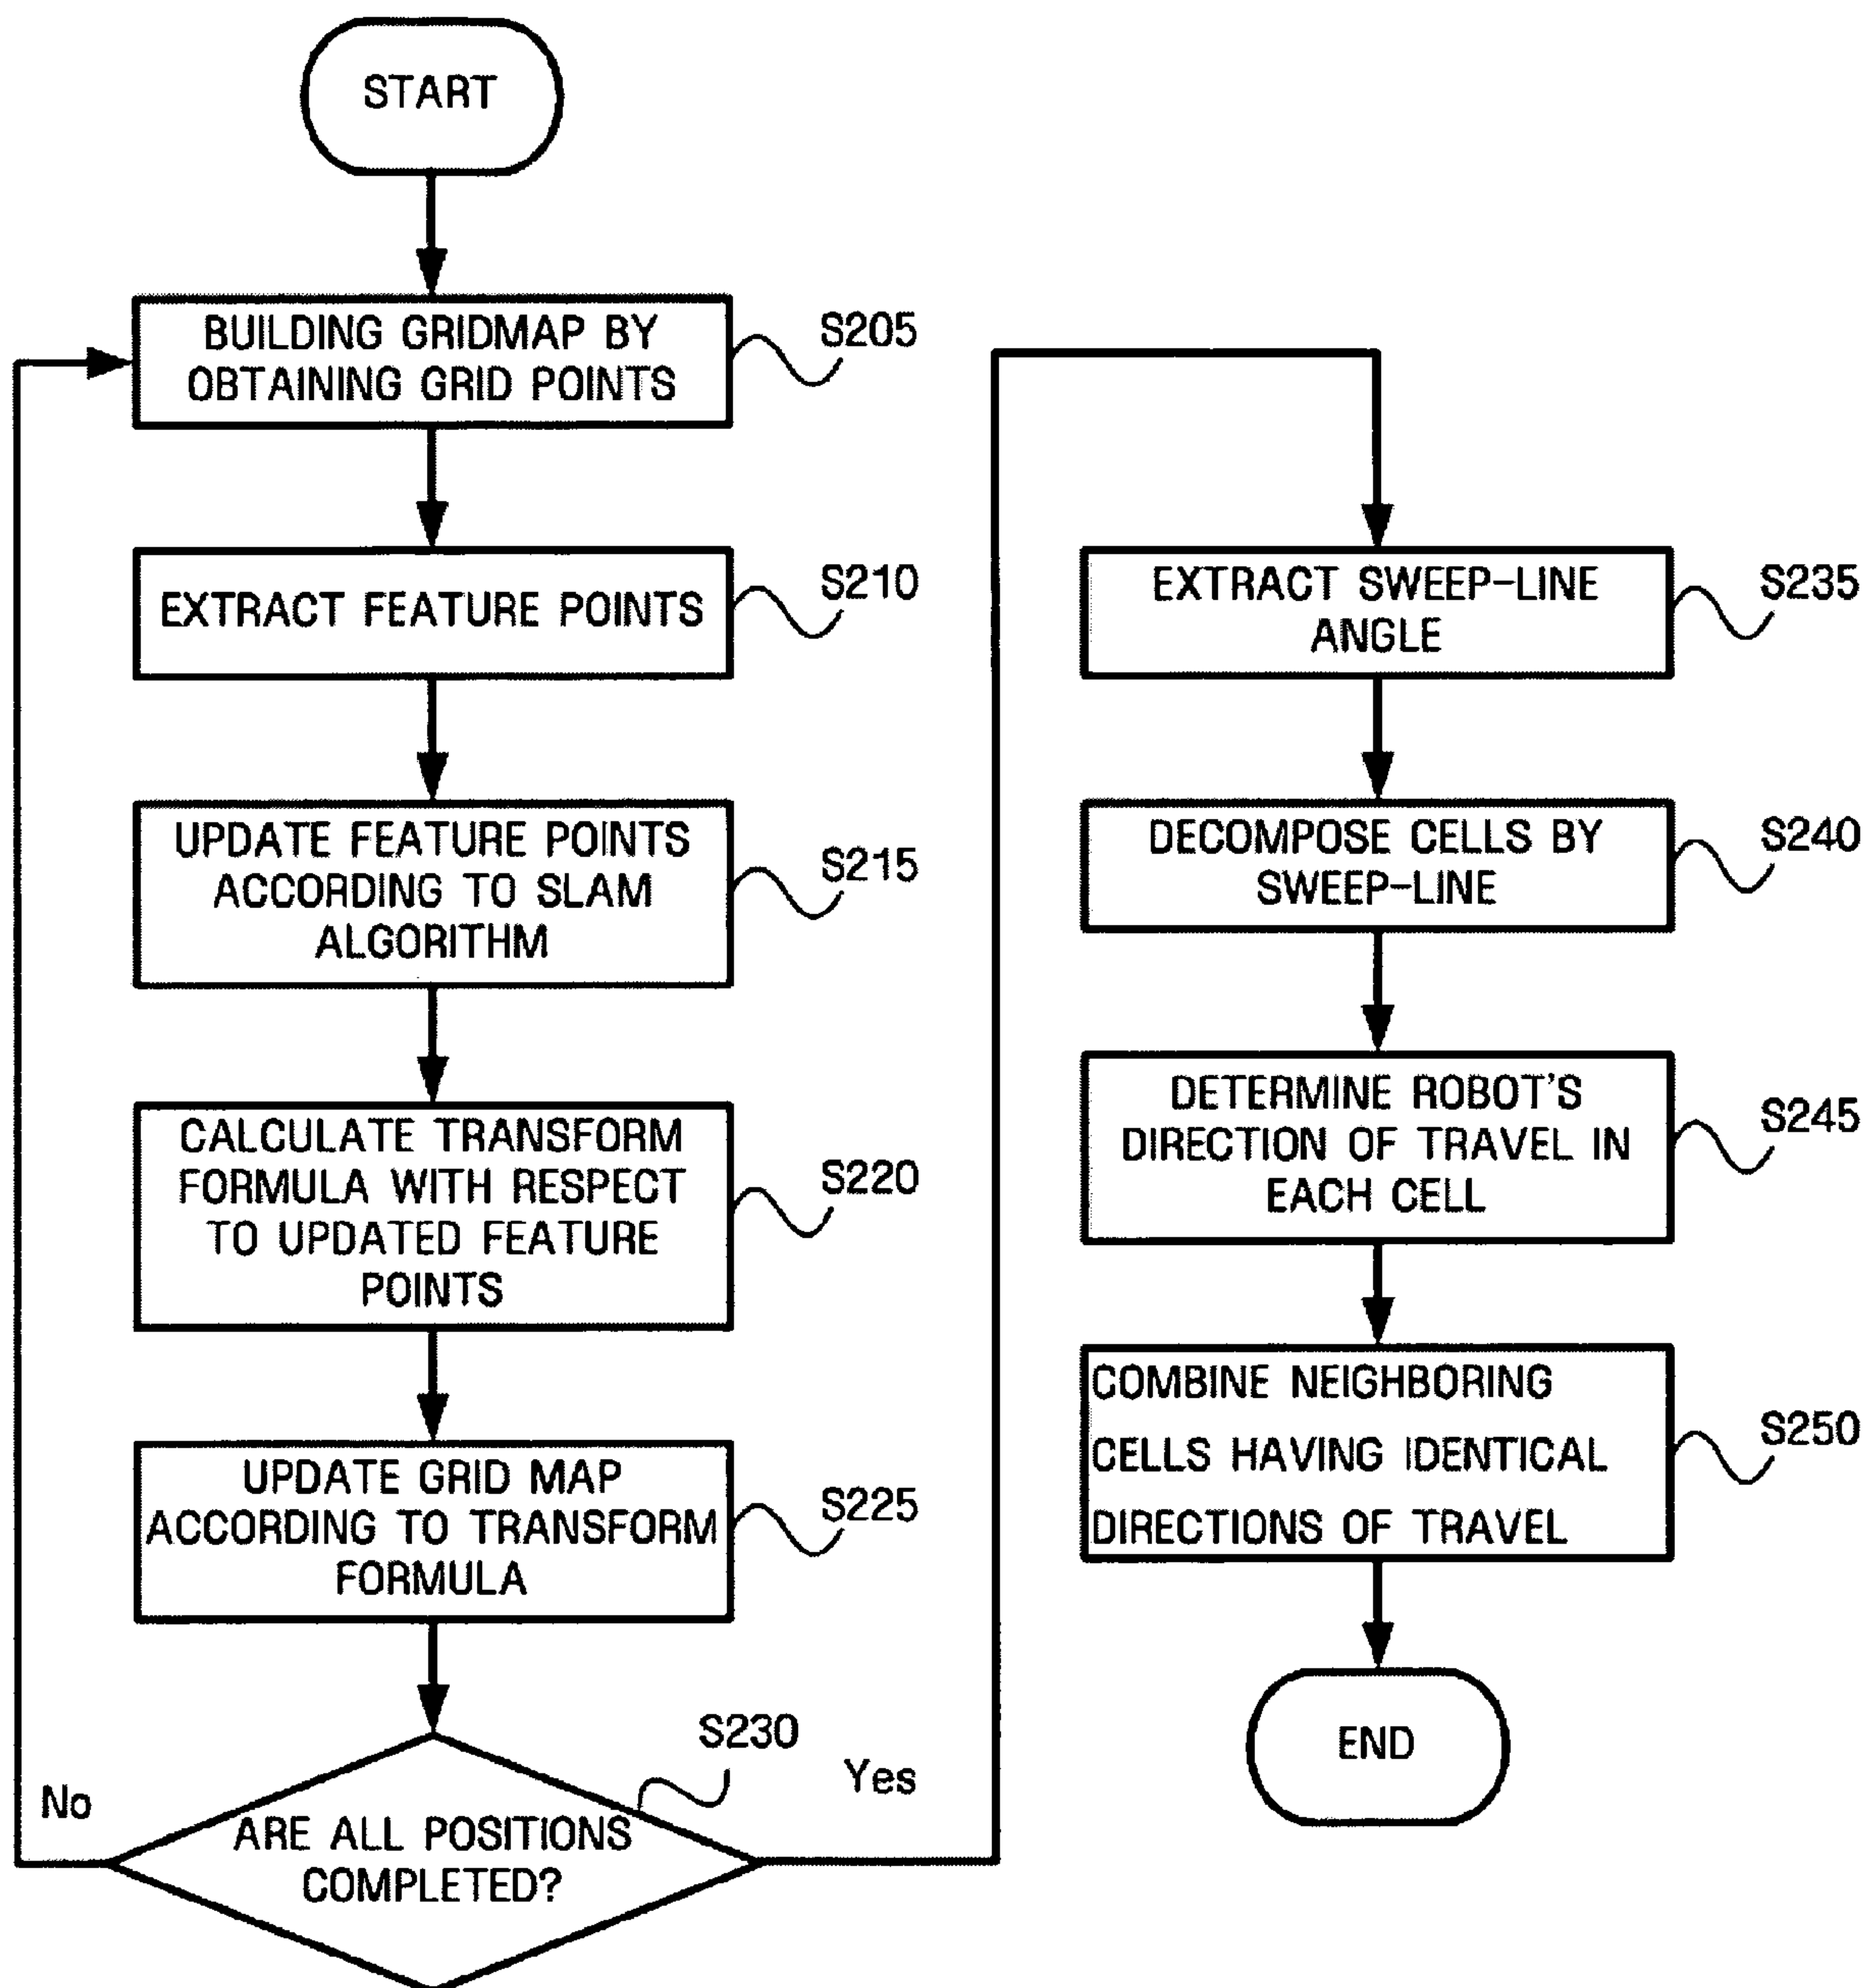 START
BUILDING GRIDMAP BY
OBTAINING GRID POINTS
S205
EXTRACT FEATURE POINTS
S210
UPDATE FEATURE POINTS
ACCORDING TO SLAM
ALGORITHM
S215
CALCULATE TRANSFORM
FORMULA WITH RESPECT
TO UPDATED FEATURE
POINTS
S220
UPDATE GRID MAP
ACCORDING TO TRANSFORM
FORMULA
S225
S230
No
Yes
ARE ALL POSITIONS
COMPLETED?
EXTRACT SWEEP-LINE
ANGLE
S235
DECOMPOSE CELLS BY
SWEEP-LINE
S240
DETERMINE ROBOT'S
DIRECTION OF TRAVEL IN
EACH CELL
S245
COMBINE NEIGHBORING
CELLS HAVING IDENTICAL
DIRECTIONS OF TRAVEL
S250
END